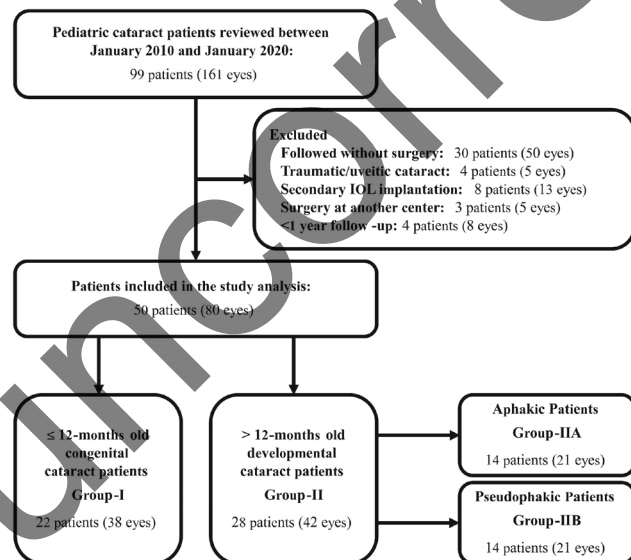 Pediatric cataract patients reviewed between
January 2010 and January 2020:
99 patients (161 eyes)
Excluded
Followed without surgery: 30 patients (50 eyes)
Traumatic/uveitic cataract: 4 patients (5 eyes)
Secondary IOL implantation: 8 patients (13 eyes)
Surgery at another center: 3 patients (5 eyes)
<1 year follow -up: 4 patients (8 eyes)
Patients included in the study analysis:
50 patients (80 eyes)
≤ 12-months old
congenital
cataract patients
Group-I
22 patients (38 eyes)
> 12-months old
developmental
cataract patients
Group-II
28 patients (42 eyes)
Aphakic Patients
Group-IIA
14 patients (21 eyes)
Pseudophakic Patients
Group-IIB
14 patients (21 eyes)
uncorre